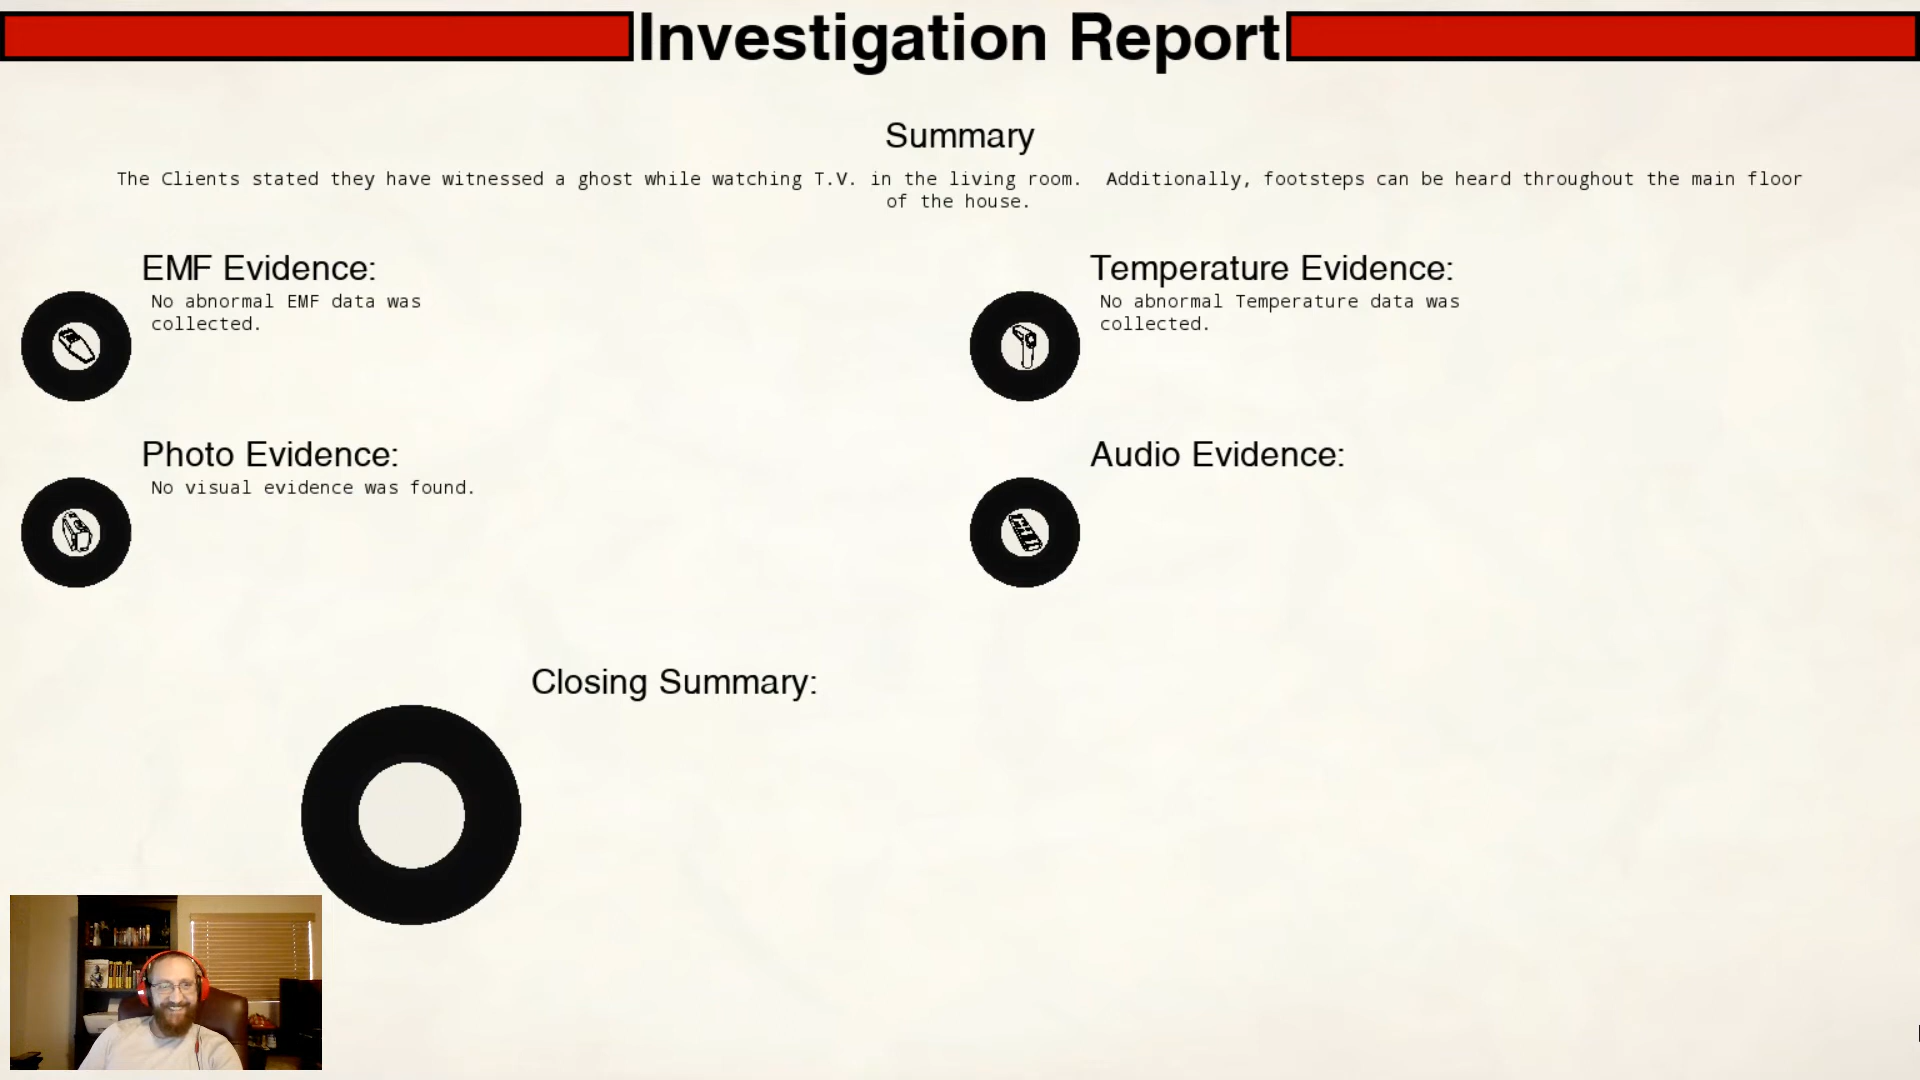 Investigation Report
Summary
The Clients stated they have witnessed a ghost while watching T.V. in the living room.  Additionally, footsteps can be heard throughout the main floor
of the house.
EMF Evidence:
No abnormal EMF data was
collected.
Temperature Evidence:
No abnormal Temperature data was
collected.
Photo Evidence:
No visual evidence was found.
Audio Evidence:
Closing Summary: